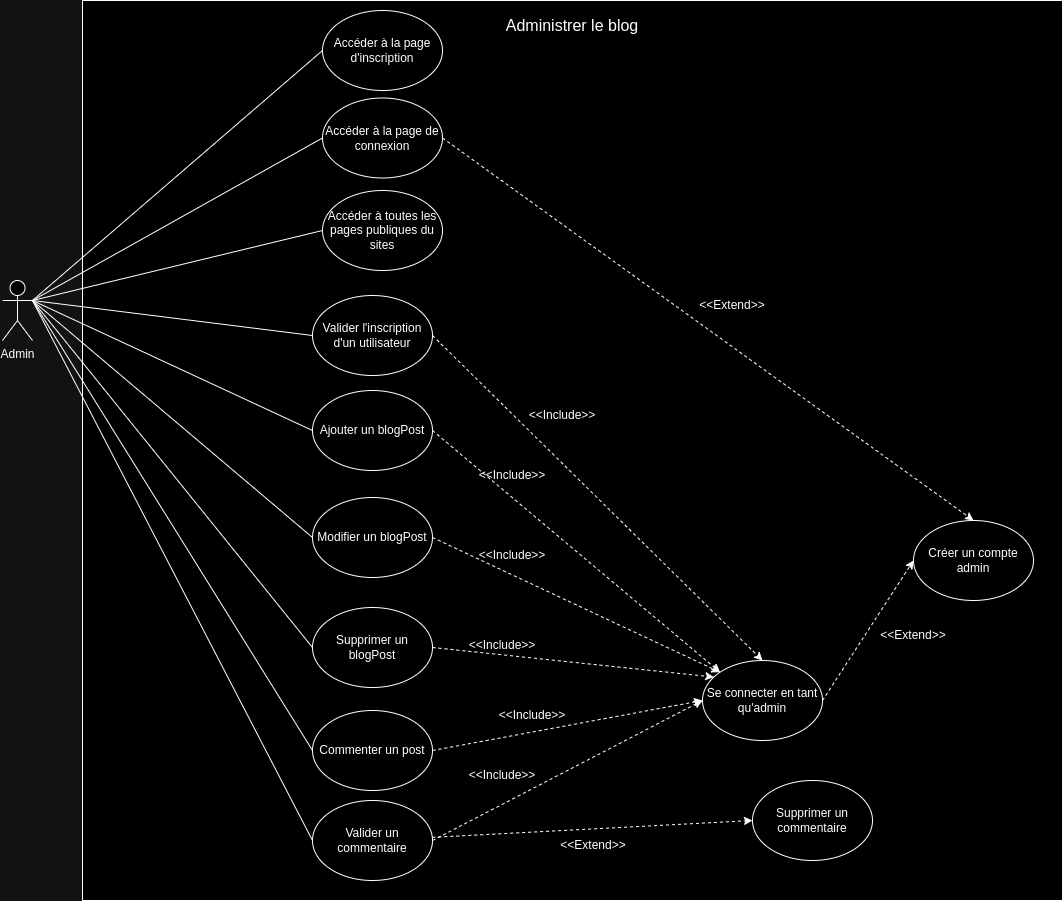 Administrer le blog
Accéder à la page
d'inscription
Accéder à la page de
connexion
Accéder à toutes les
pages publiques du
sites
<<Extend>>
Admin
Valider l'inscription
d'un utilisateur
<<Include>>
Ajouter un blogPost
<<Include>>
Modifier un blogPost
<<Include>>
Créer un compte
admin
Supprimer un
blogPost
<<Include>>
<<Extend>>
Se connecter en tant
qu'admin
Commenter un post
<<Include>>
<<Include>>
Valider un
commentaire
<<Extend>>
Supprimer un
commentaire